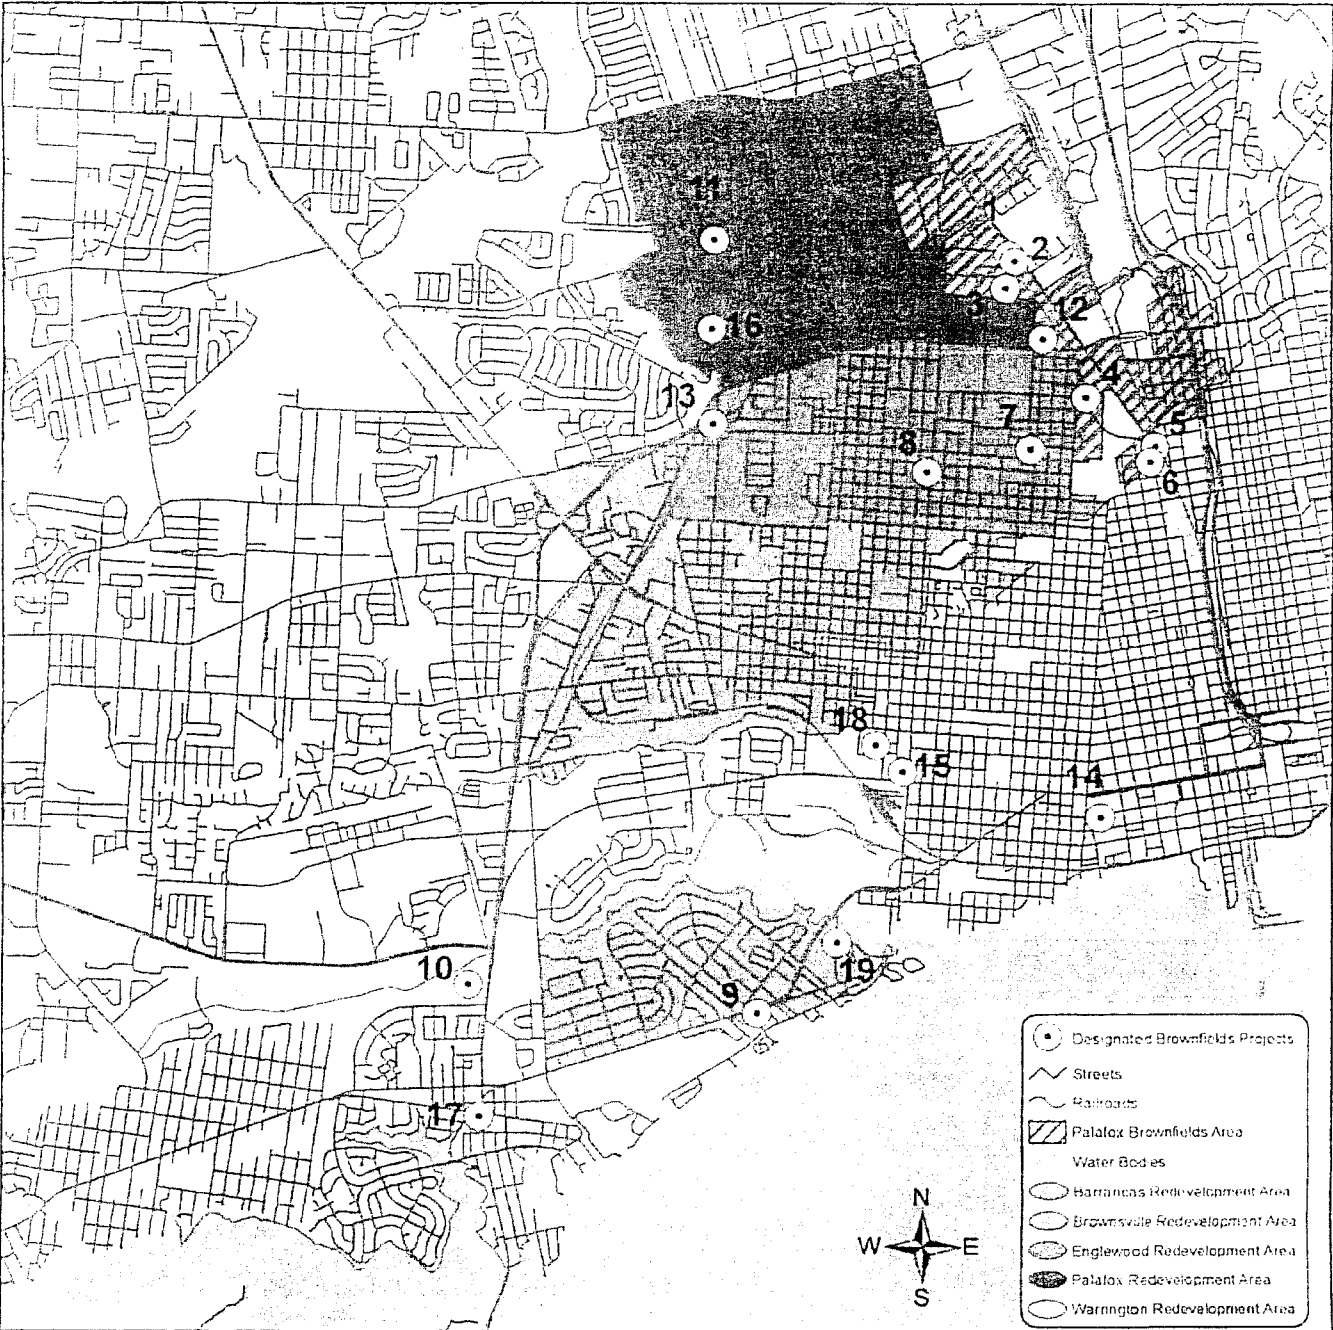 11
1
2
3
12
16
13
4
7
5
8
6
18
15
14
10
19
9
17
Designated Brownfields Projects
Streets
Railroads
Palafox Brownfields Area
Water Bodies
Barrancas Redevelopment Area
Brownsville Redevelopment Area
Englewood Redevelopment Area
Palafox Redevelopment Area
Warrington Redevelopment Area
N
W E
S